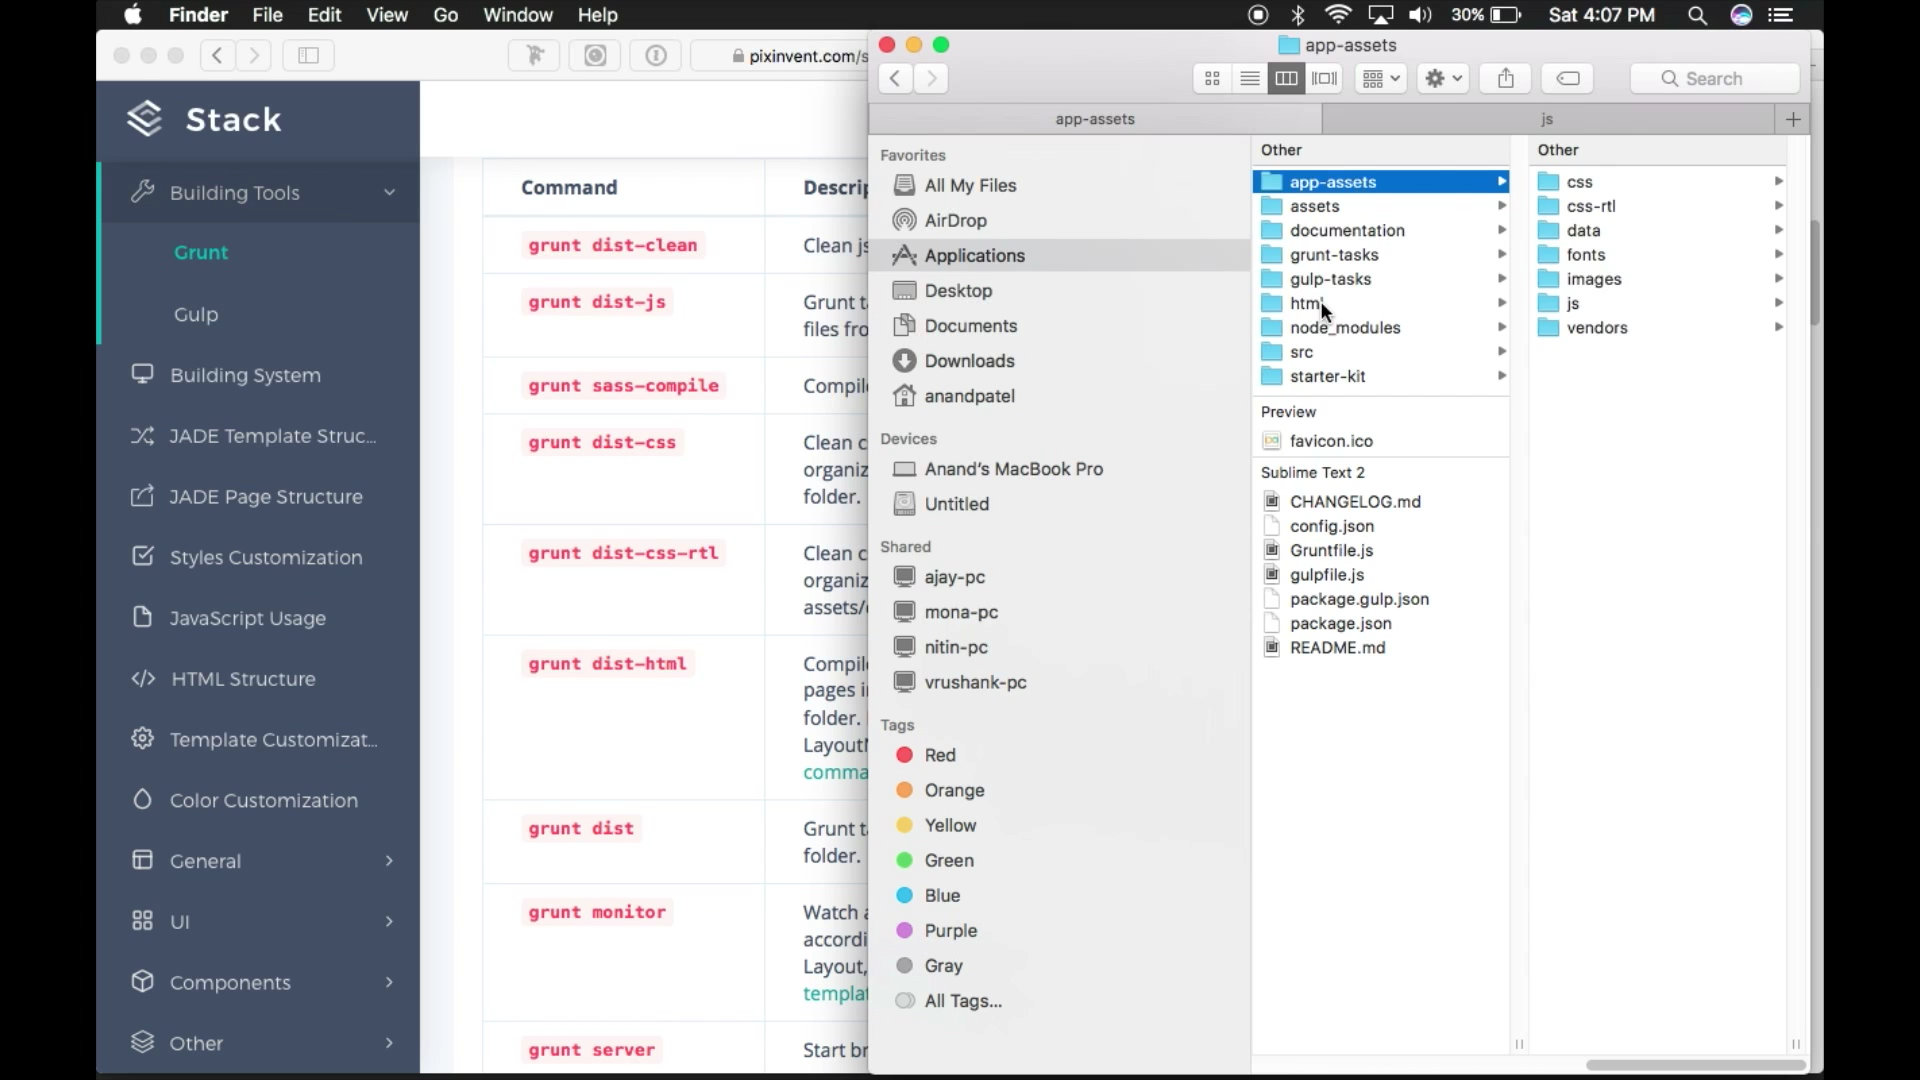 Finder File Edit View Go Window Help
30% Sat 4:07 PM
pixinvent.com/s
Stack
Building Tools
Grunt
Gulp
Building System
JADE Template Struc...
JADE Page Structure
Styles Customization
JavaScript Usage
HTML Structure
Template Customizat...
Color Customization
General
UI
Components
Other
Command Descrip
grunt dist-clean Clean js
grunt dist-js Grunt ta
files fro
grunt sass-compile Compile
grunt dist-css Clean c
organiz
folder.
grunt dist-css-rtl Clean c
organiz
assets/
grunt dist-html Compile
pages i
folder.
Layout
comma
grunt dist Grunt ta
folder.
grunt monitor Watch a
accordi
Layout,
templat
grunt server Start br
app-assets
Search
app-assets
js
Favorites
All My Files
AirDrop
Applications
Desktop
Documents
Downloads
anandpatel
Devices
Anand's MacBook Pro
Untitled
Shared
ajay-pc
mona-pc
nitin-pc
vrushank-pc
Tags
Red
Orange
Yellow
Green
Blue
Purple
Gray
All Tags...
Other
app-assets
assets
documentation
grunt-tasks
gulp-tasks
html
node_modules
src
starter-kit
Preview
favicon.ico
Sublime Text 2
CHANGELOG.md
config.json
Gruntfile.js
gulpfile.js
package.gulp.json
package.json
README.md
Other
css
css-rtl
data
fonts
images
js
vendors